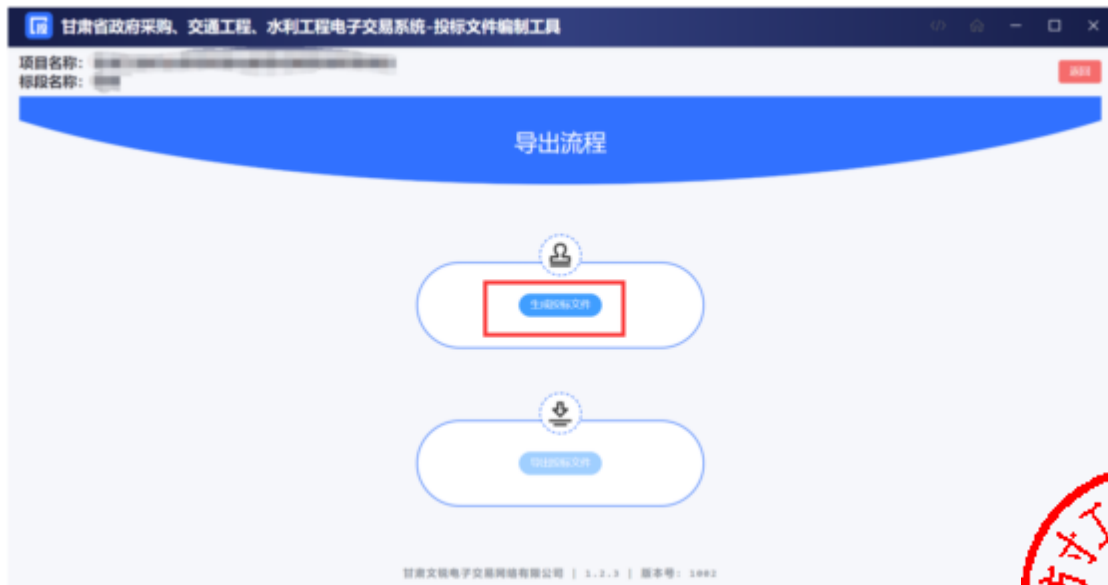 甘肃省政府采购、交通工程、水利工程电子交易系统-投标文件编制工具
项目名称:
标段名称:
返回
导出流程
生成投标文件
导出投标文件
甘肃文锐电子交易网络有限公司 | 1.2.3 | 版本号: 1002